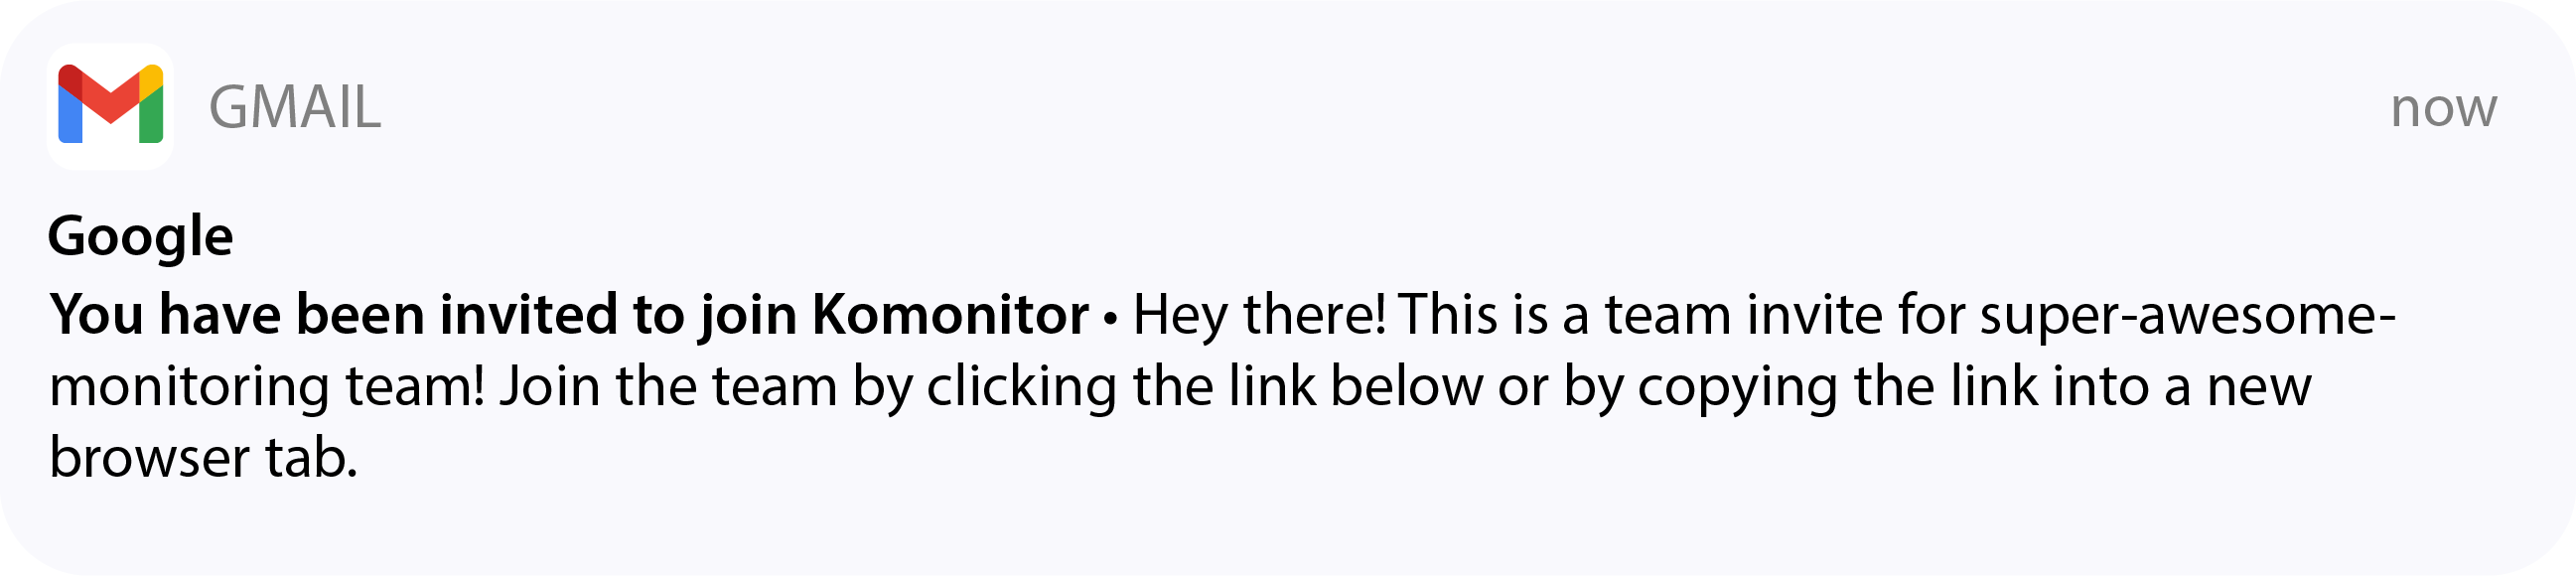 GMAIL
now
Google
You have been invited to join Komonitor • Hey there! This is a team invite for super-awesome-
monitoring team! Join the team by clicking the link below or by copying the link into a new
browser tab.